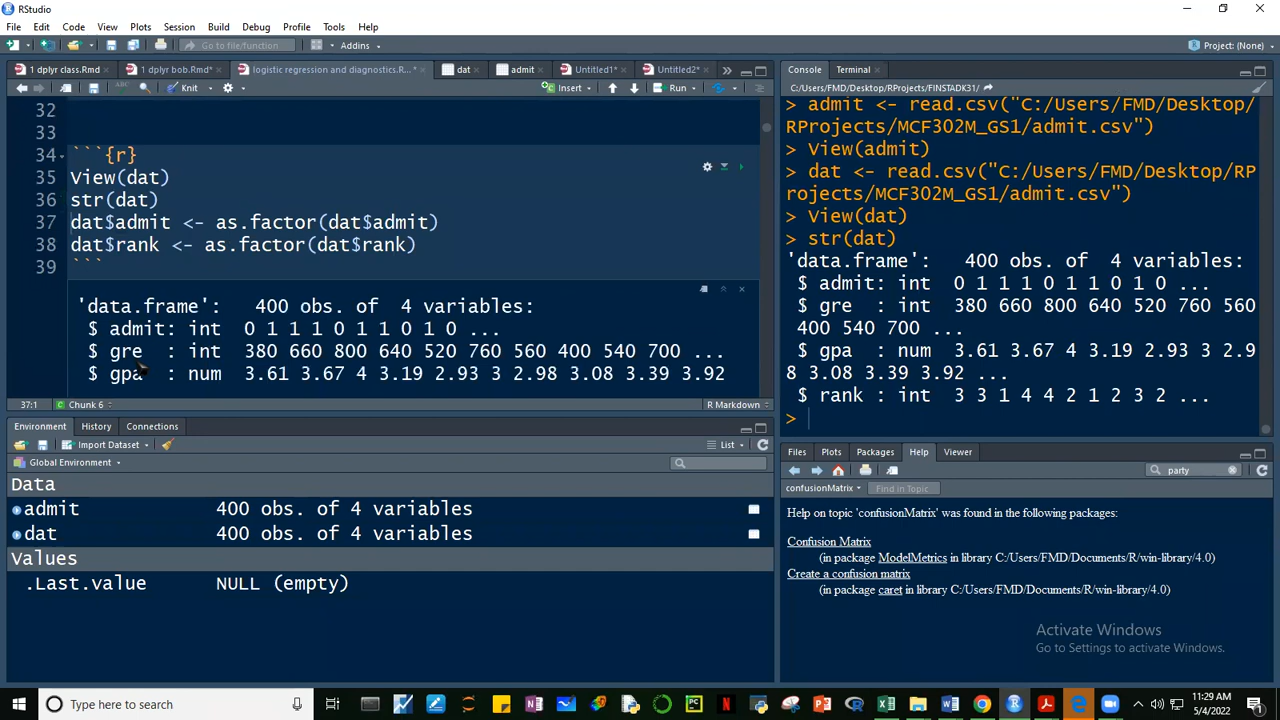 RStudio
File Edit Code View Plots Session Build Debug Profile Tools Help
Go to file/function Addins Project: (None)
1 dplyr class.Rmd 1 dplyr bob.Rmd* logistic regression and diagnostics.R...* dat admit Untitled1* Untitled2*
Knit Insert Run
32
33
34 ```{r}
35 View(dat)
36 str(dat)
37 dat$admit <- as.factor(dat$admit)
38 dat$rank <- as.factor(dat$rank)
39 ```
'data.frame': 400 obs. of 4 variables:
$ admit: int 0 1 1 1 0 1 1 0 1 0 ...
$ gre : int 380 660 800 640 520 760 560 400 540 700 ...
$ gpa : num 3.61 3.67 4 3.19 2.93 3 2.98 3.08 3.39 3.92
37:1 Chunk 6 R Markdown
Environment History Connections
Import Dataset List
Global Environment
Data
admit 400 obs. of 4 variables
dat 400 obs. of 4 variables
Values
.Last.value NULL (empty)
Console Terminal
C:/Users/FMD/Desktop/RProjects/FINSTADK31/
> admit <- read.csv("C:/Users/FMD/Desktop/
RProjects/MCF302M_GS1/admit.csv")
> View(admit)
> dat <- read.csv("C:/Users/FMD/Desktop/RP
rojects/MCF302M_GS1/admit.csv")
> View(dat)
> str(dat)
'data.frame': 400 obs. of 4 variables:
$ admit: int 0 1 1 1 0 1 1 0 1 0 ...
$ gre : int 380 660 800 640 520 760 560
400 540 700 ...
$ gpa : num 3.61 3.67 4 3.19 2.93 3 2.9
8 3.08 3.39 3.92 ...
$ rank : int 3 3 1 4 4 2 1 2 3 2 ...
>
Files Plots Packages Help Viewer
party
confusionMatrix Find in Topic
Help on topic 'confusionMatrix' was found in the following packages:
Confusion Matrix
(in package ModelMetrics in library C:/Users/FMD/Documents/R/win-library/4.0)
Create a confusion matrix
(in package caret in library C:/Users/FMD/Documents/R/win-library/4.0)
Activate Windows
Go to Settings to activate Windows.
Type here to search
11:29 AM
5/4/2022